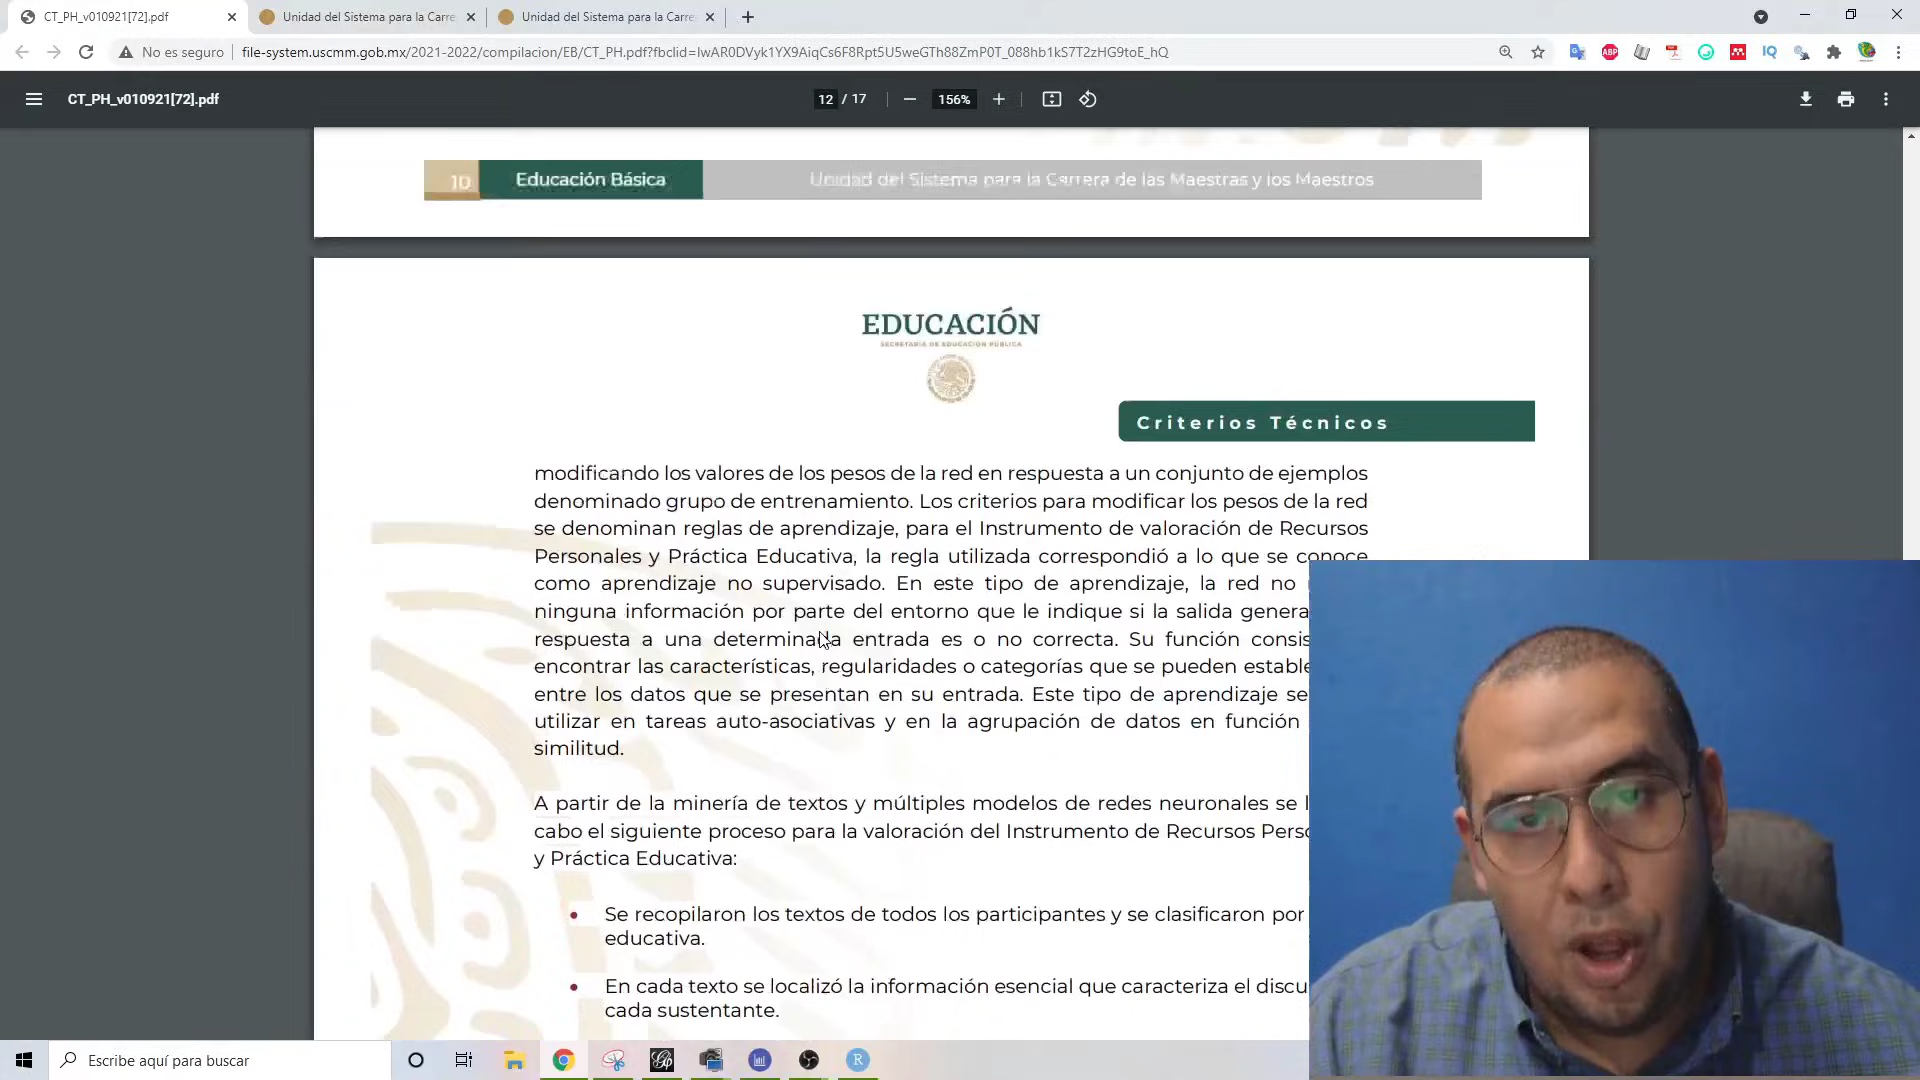 CT_PH_v010921[72].pdf
Unidad del Sistema para la Carre
Unidad del Sistema para la Carre
No es seguro
file-system.uscmm.gob.mx/2021-2022/compilacion/EB/CT_PH.pdf?fbclid=IwAR0DVyk1YX9AiqCs6F8Rpt5U5weGTh88ZmP0T_088hb1kS7T2zHG9toE_hQ
ABP
IQ
CT_PH_v010921[72].pdf
12 / 17
156%
10
Educación Básica
Unidad del Sistema para la Carrera de las Maestras y los Maestros
EDUCACIÓN
SECRETARÍA DE EDUCACIÓN PÚBLICA
Criterios Técnicos
modificando los valores de los pesos de la red en respuesta a un conjunto de ejemplos
denominado grupo de entrenamiento. Los criterios para modificar los pesos de la red
se denominan reglas de aprendizaje, para el Instrumento de valoración de Recursos
Personales y Práctica Educativa, la regla utilizada correspondió a lo que se conoce
como aprendizaje no supervisado. En este tipo de aprendizaje, la red no
ninguna información por parte del entorno que le indique si la salida genera
respuesta a una determinada entrada es o no correcta. Su función consis
encontrar las características, regularidades o categorías que se pueden estable
entre los datos que se presentan en su entrada. Este tipo de aprendizaje se
utilizar en tareas auto-asociativas y en la agrupación de datos en función
similitud.
A partir de la minería de textos y múltiples modelos de redes neuronales se l
cabo el siguiente proceso para la valoración del Instrumento de Recursos Perso
y Práctica Educativa:
• Se recopilaron los textos de todos los participantes y se clasificaron por
educativa.
• En cada texto se localizó la información esencial que caracteriza el discu
cada sustentante.
Escribe aquí para buscar
R